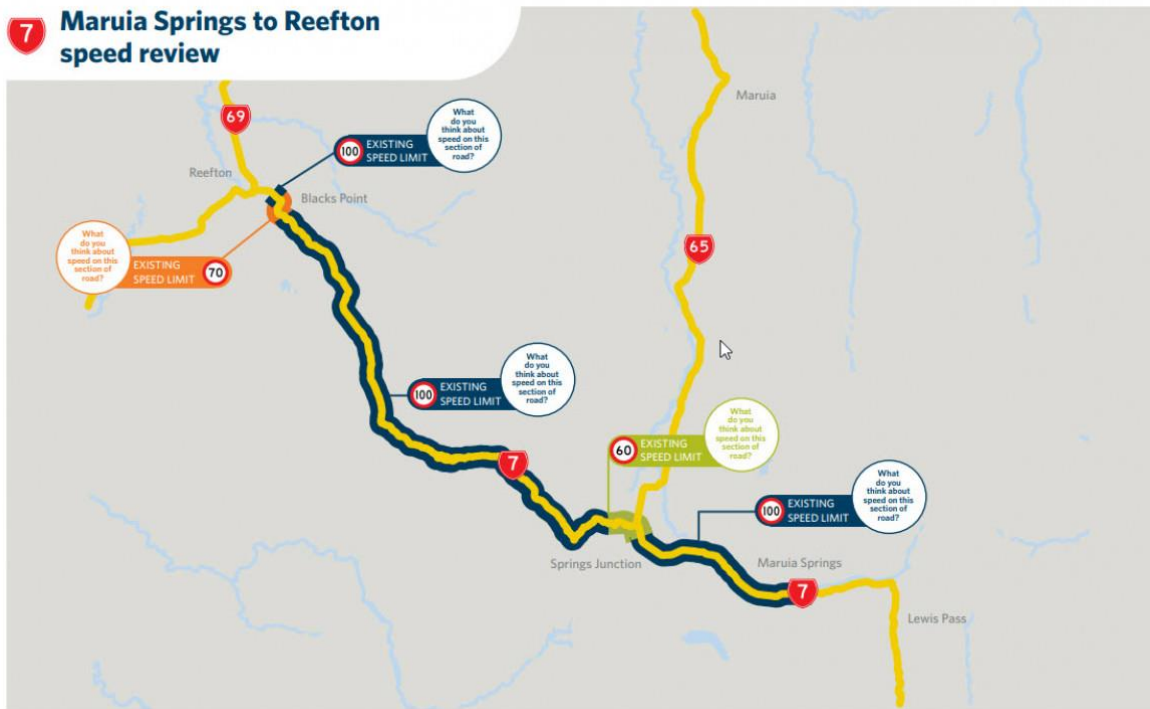 7
Maruia Springs to Reefton
speed review
69
Reefton
100
EXISTING
SPEED LIMIT
What
do you
think about
speed on this
section of
road?
Blacks Point
Maruia
What
do you
think about
speed on this
section of
road?
EXISTING
SPEED LIMIT
70
65
100
EXISTING
SPEED LIMIT
What
do you
think about
speed on this
section of
road?
7
60
EXISTING
SPEED LIMIT
What
do you
think about
speed on this
section of
road?
100
EXISTING
SPEED LIMIT
What
do you
think about
speed on this
section of
road?
Springs Junction
Maruia Springs
7
Lewis Pass